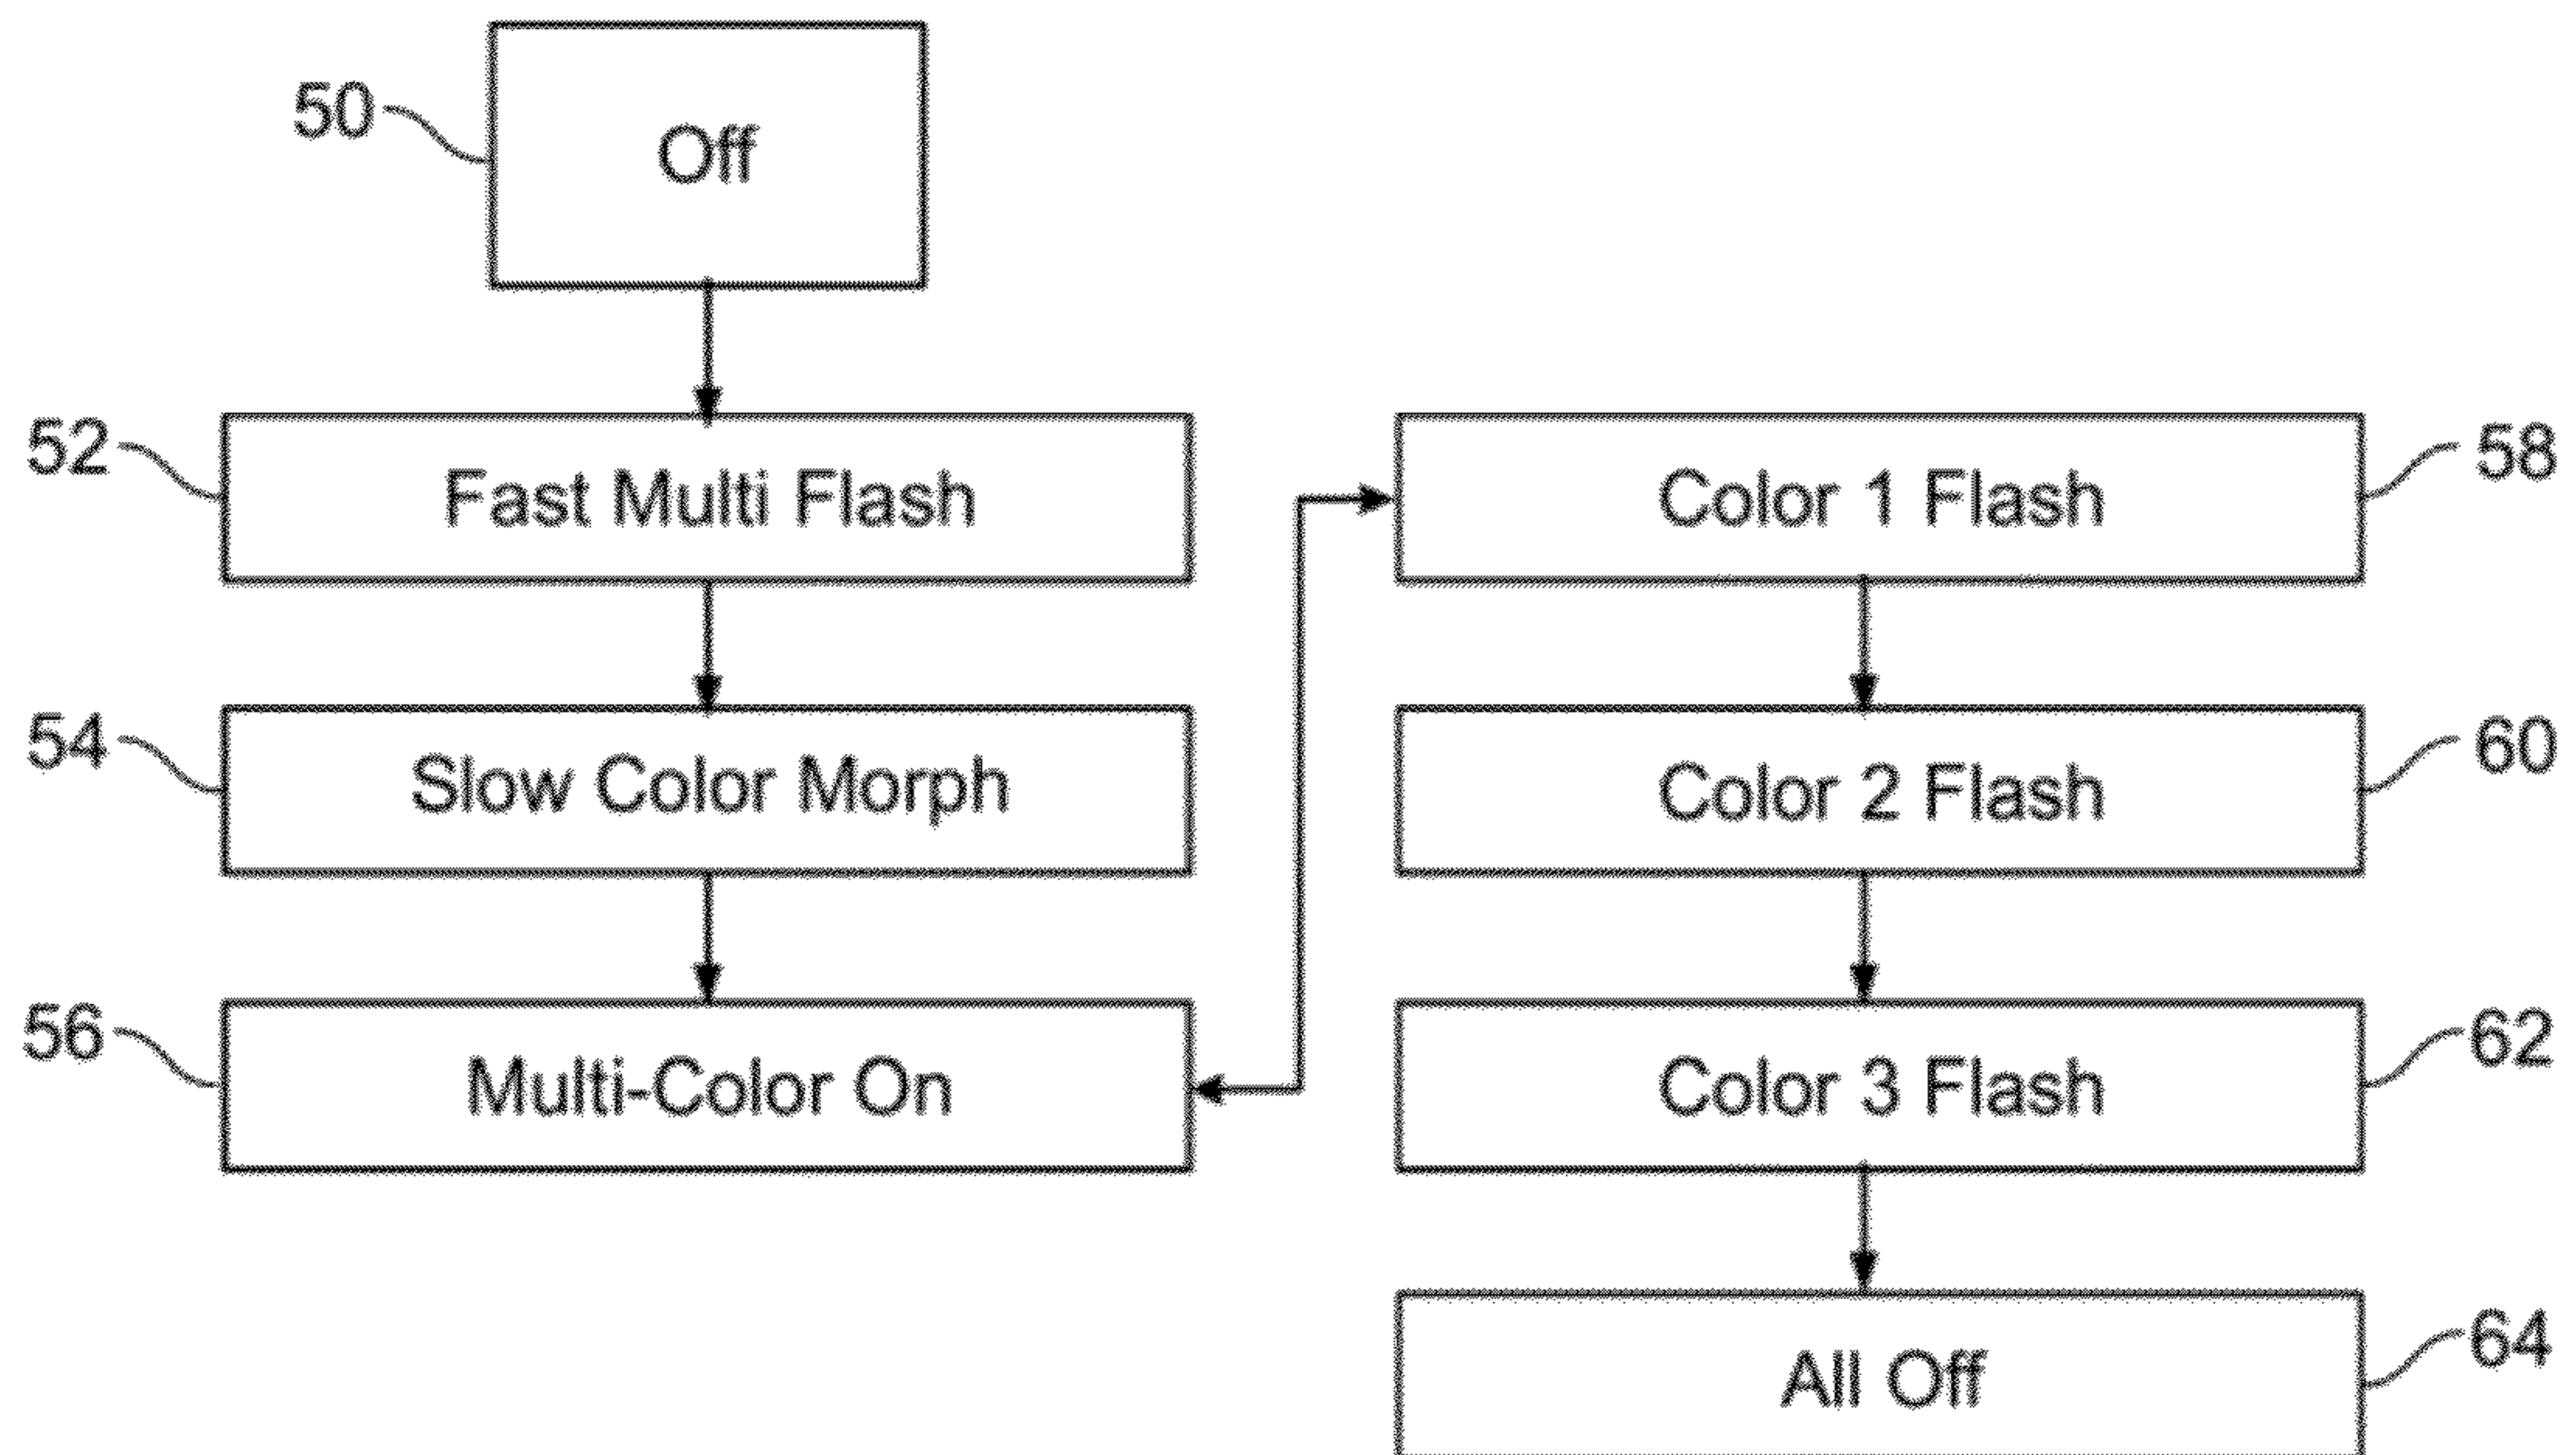 50
Off
52
Fast Multi Flash
54
Slow Color Morph
56
Multi-Color On
58
Color 1 Flash
60
Color 2 Flash
62
Color 3 Flash
64
All Off